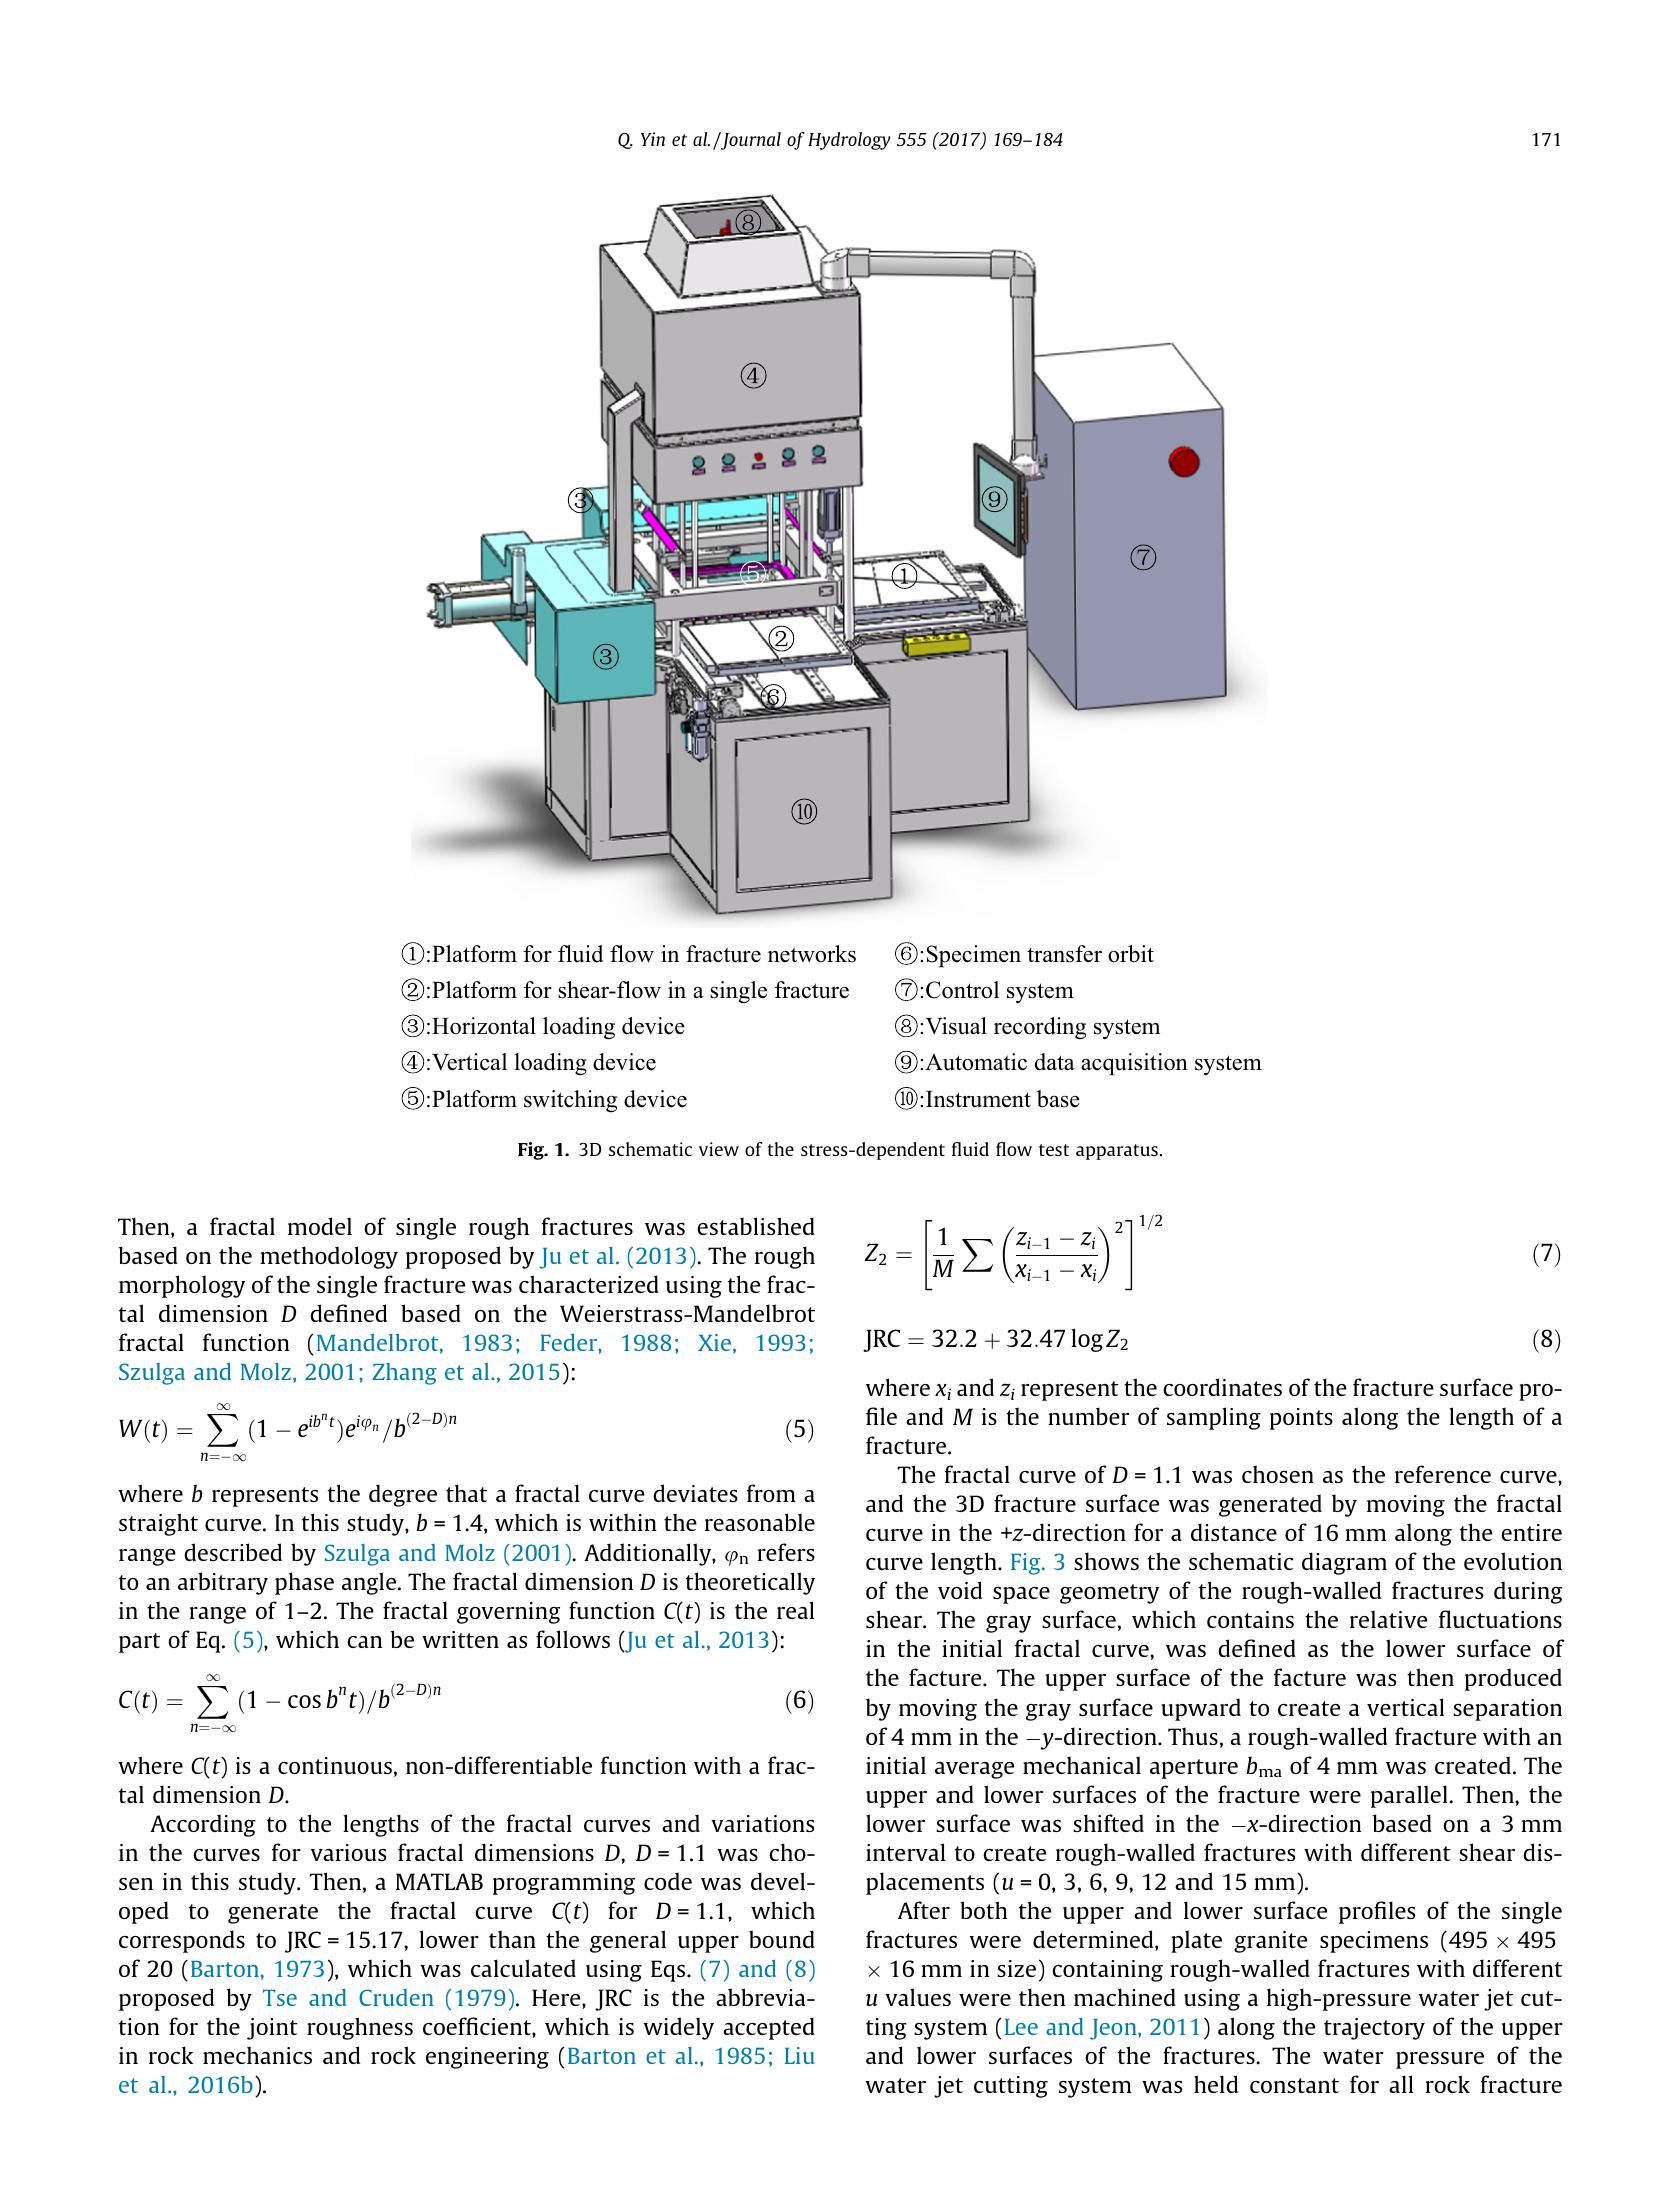 Q. Yin et al. / Journal of Hydrology 555 (2017) 169–184
171
⑧
④
③
⑨
⑦
⑤
①
②
③
⑥
⑩
①:Platform for fluid flow in fracture networks
②:Platform for shear-flow in a single fracture
③:Horizontal loading device
④:Vertical loading device
⑤:Platform switching device
⑥:Specimen transfer orbit
⑦:Control system
⑧:Visual recording system
⑨:Automatic data acquisition system
⑩:Instrument base
Fig. 1. 3D schematic view of the stress-dependent fluid flow test apparatus.
Then, a fractal model of single rough fractures was established
based on the methodology proposed by Ju et al. (2013). The rough
morphology of the single fracture was characterized using the frac-
tal dimension D defined based on the Weierstrass-Mandelbrot
fractal function (Mandelbrot, 1983; Feder, 1988; Xie, 1993;
Szulga and Molz, 2001; Zhang et al., 2015):
W(t) = ∑_{n=−∞}^{∞} (1 − e^{ib^n t})e^{iφ_n}/b^{(2−D)n} (5)
where b represents the degree that a fractal curve deviates from a
straight curve. In this study, b = 1.4, which is within the reasonable
range described by Szulga and Molz (2001). Additionally, φn refers
to an arbitrary phase angle. The fractal dimension D is theoretically
in the range of 1–2. The fractal governing function C(t) is the real
part of Eq. (5), which can be written as follows (Ju et al., 2013):
C(t) = ∑_{n=−∞}^{∞} (1 − cos b^n t)/b^{(2−D)n} (6)
where C(t) is a continuous, non-differentiable function with a frac-
tal dimension D.
According to the lengths of the fractal curves and variations
in the curves for various fractal dimensions D, D = 1.1 was cho-
sen in this study. Then, a MATLAB programming code was devel-
oped to generate the fractal curve C(t) for D = 1.1, which
corresponds to JRC = 15.17, lower than the general upper bound
of 20 (Barton, 1973), which was calculated using Eqs. (7) and (8)
proposed by Tse and Cruden (1979). Here, JRC is the abbrevia-
tion for the joint roughness coefficient, which is widely accepted
in rock mechanics and rock engineering (Barton et al., 1985; Liu
et al., 2016b).
Z_2 = [1/M ∑ ((z_{i−1} − z_i)/(x_{i−1} − x_i))^2]^{1/2} (7)
JRC = 32.2 + 32.47 log Z_2 (8)
where xi and zi represent the coordinates of the fracture surface pro-
file and M is the number of sampling points along the length of a
fracture.
The fractal curve of D = 1.1 was chosen as the reference curve,
and the 3D fracture surface was generated by moving the fractal
curve in the +z-direction for a distance of 16 mm along the entire
curve length. Fig. 3 shows the schematic diagram of the evolution
of the void space geometry of the rough-walled fractures during
shear. The gray surface, which contains the relative fluctuations
in the initial fractal curve, was defined as the lower surface of
the facture. The upper surface of the facture was then produced
by moving the gray surface upward to create a vertical separation
of 4 mm in the −y-direction. Thus, a rough-walled fracture with an
initial average mechanical aperture bma of 4 mm was created. The
upper and lower surfaces of the fracture were parallel. Then, the
lower surface was shifted in the −x-direction based on a 3 mm
interval to create rough-walled fractures with different shear dis-
placements (u = 0, 3, 6, 9, 12 and 15 mm).
After both the upper and lower surface profiles of the single
fractures were determined, plate granite specimens (495 × 495
× 16 mm in size) containing rough-walled fractures with different
u values were then machined using a high-pressure water jet cut-
ting system (Lee and Jeon, 2011) along the trajectory of the upper
and lower surfaces of the fractures. The water pressure of the
water jet cutting system was held constant for all rock fracture